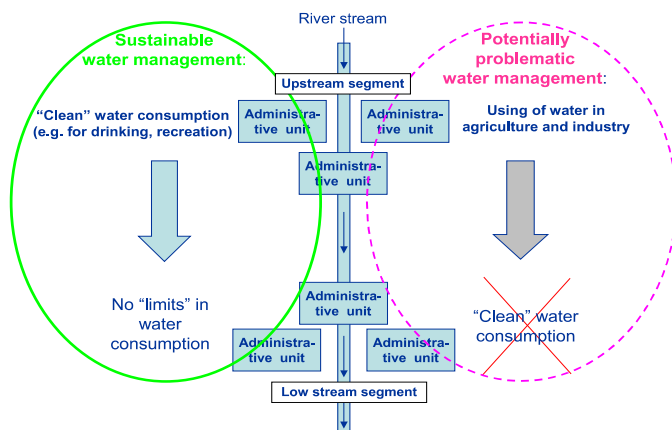 River stream
Sustainable
water management:
Potentially
problematic
water management:
Upstream segment
“Clean” water consumption
(e.g. for drinking, recreation)
Administra-
tive unit
Administra-
tive unit
Using of water in
agriculture and industry
Administra-
tive unit
No “limits” in
water
consumption
Administra-
tive unit
“Clean” water
consumption
Administra-
tive unit
Administra-
tive unit
Low stream segment